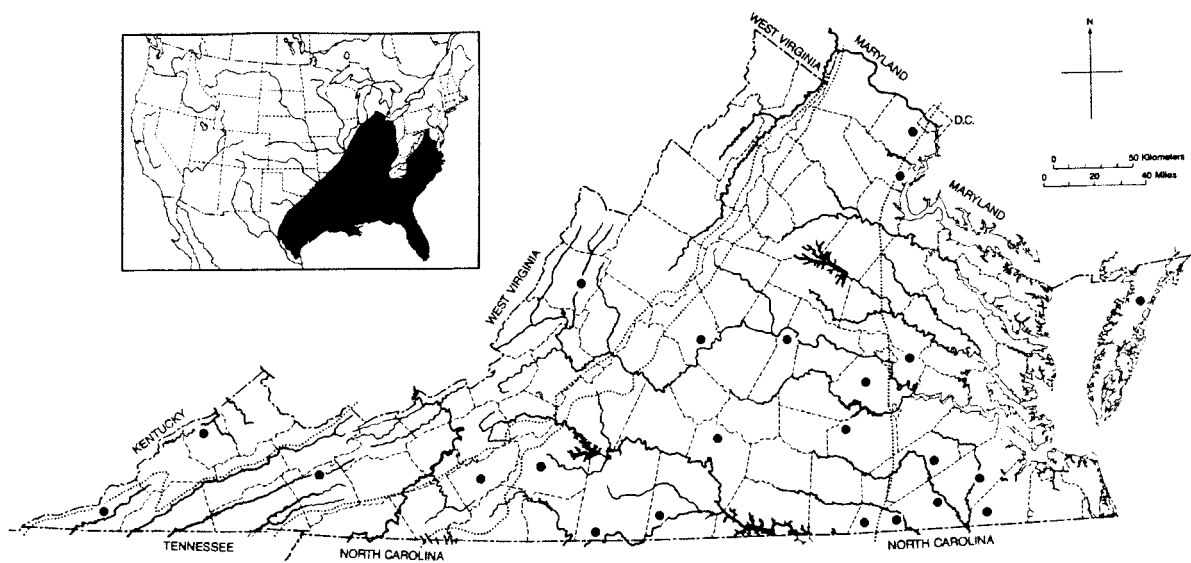 WEST VIRGINIA
MARYLAND
N
D.C.
0 50 Kilometers
0 20 40 Miles
MARYLAND
WEST VIRGINIA
KENTUCKY
TENNESSEE
NORTH CAROLINA
NORTH CAROLINA